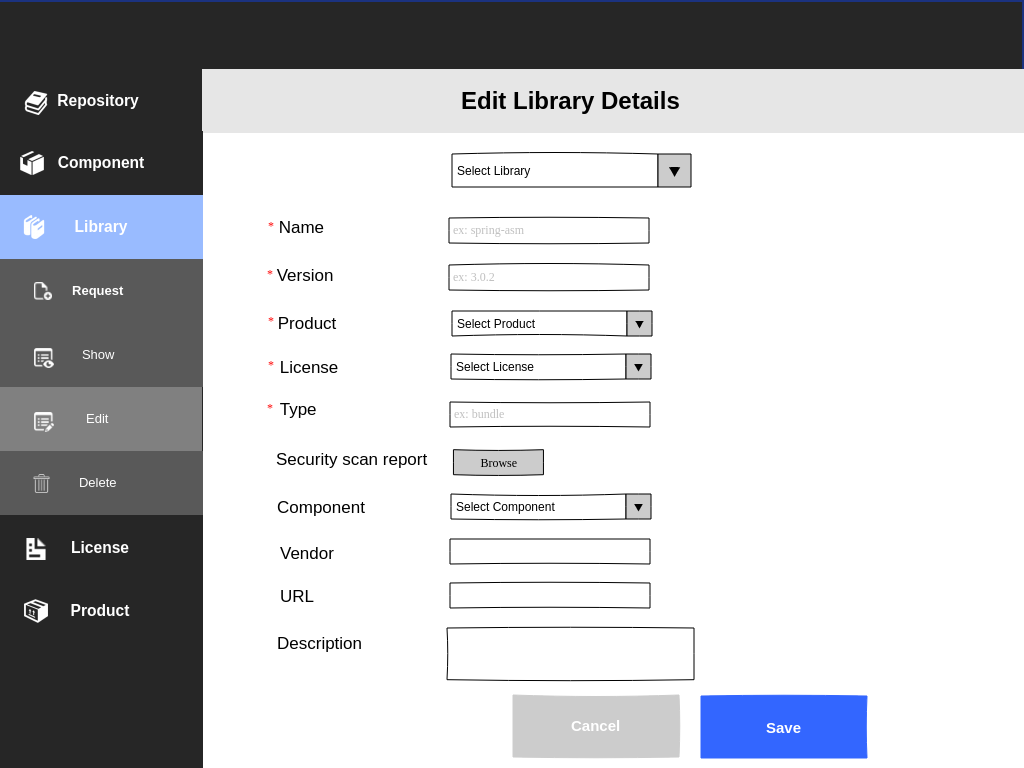 Edit Library Details
Repository
Component
Library
Request
Show
Edit
Delete
License
Product
Select Library
* Name
ex: spring-asm
* Version
ex: 3.0.2
* Product
Select Product
* License
Select License
* Type
ex: bundle
Security scan report
Browse
Component
Select Component
Vendor
URL
Description
Cancel
Save